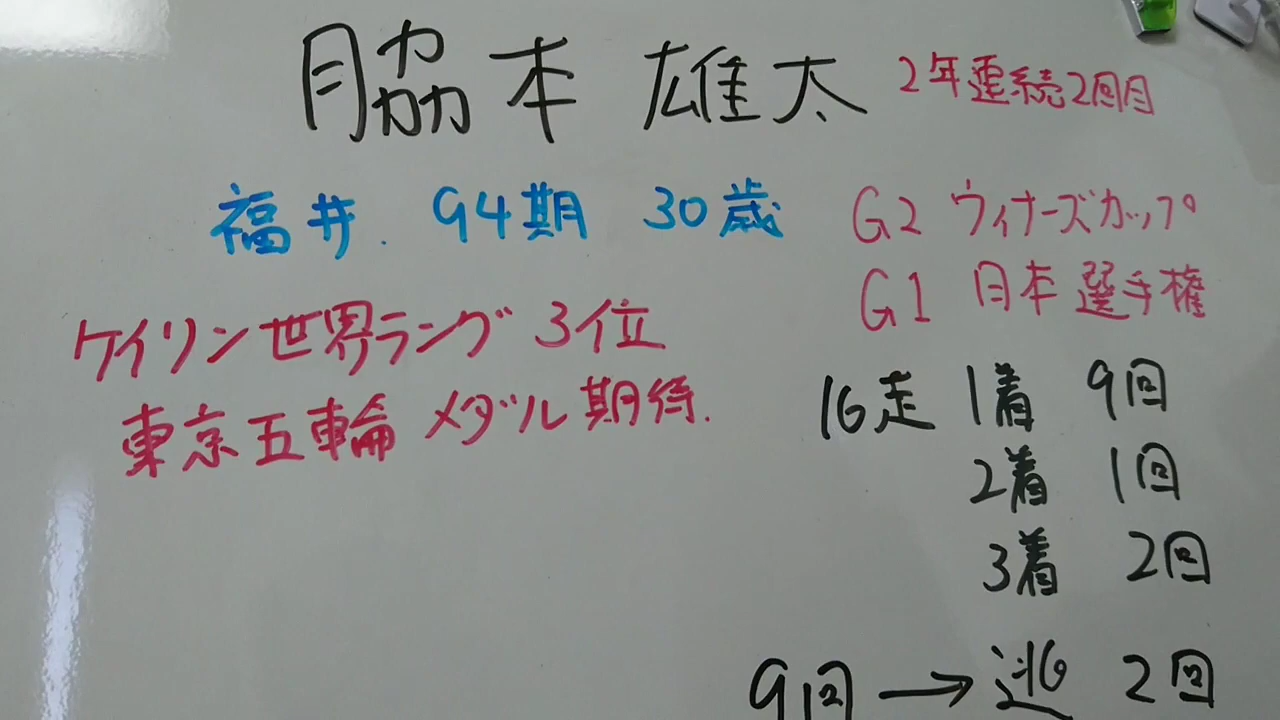 脇本 雄太 2年連続2回目
福井. 94期 30歳 G2 ウィナーズカップ
G1 日本選手権
ケイリン世界ランク 3位
東京五輪 メダル期待.
16走 1着 9回
2着 1回
3着 2回
9回→逃 2回